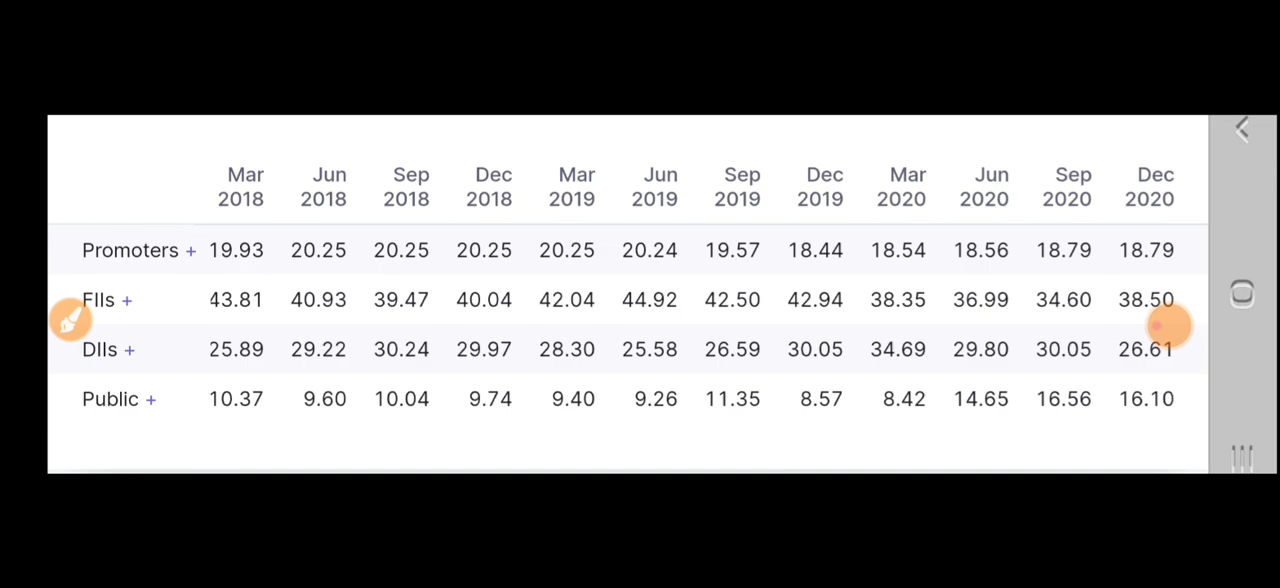 Mar Jun Sep Dec Mar Jun Sep Dec Mar Jun Sep Dec
2018 2018 2018 2018 2019 2019 2019 2019 2020 2020 2020 2020
Promoters + 19.93 20.25 20.25 20.25 20.25 20.24 19.57 18.44 18.54 18.56 18.79 18.79
FIIs + 43.81 40.93 39.47 40.04 42.04 44.92 42.50 42.94 38.35 36.99 34.60 38.50
DIIs + 25.89 29.22 30.24 29.97 28.30 25.58 26.59 30.05 34.69 29.80 30.05 26.61
Public + 10.37 9.60 10.04 9.74 9.40 9.26 11.35 8.57 8.42 14.65 16.56 16.10